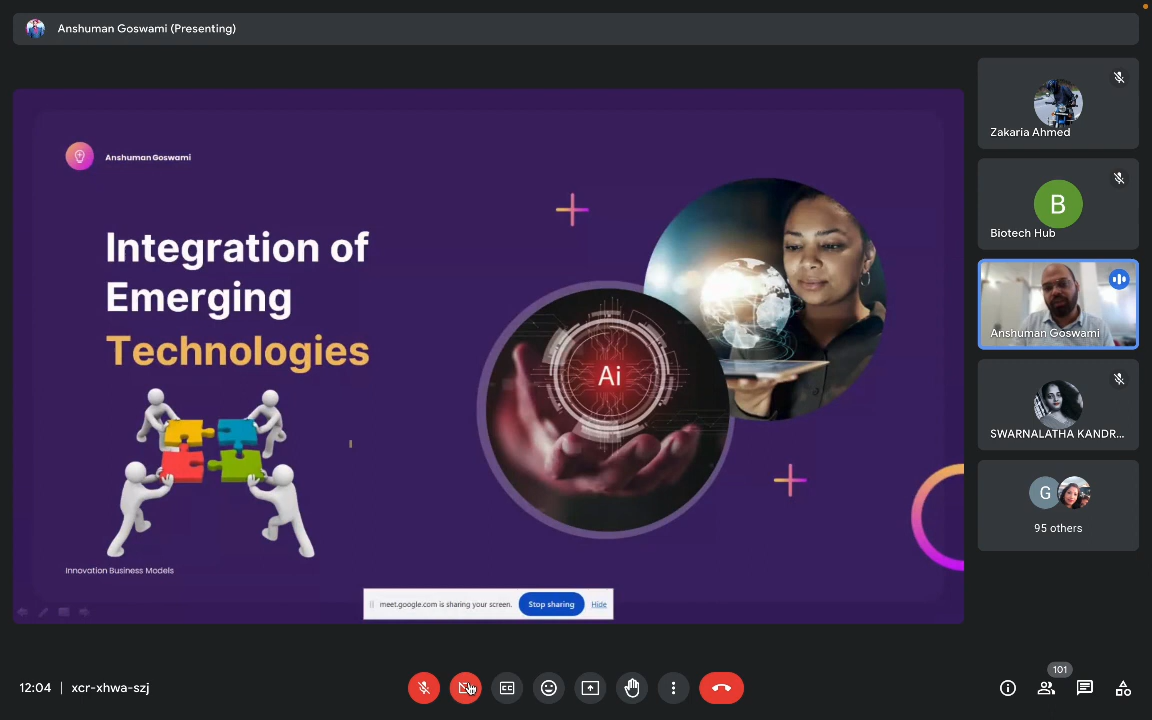 Anshuman Goswami (Presenting)
Anshuman Goswami
Integration of
Emerging
Technologies
Ai
Innovation Business Models
meet.google.com is sharing your screen.
Stop sharing
Hide
Zakaria Ahmed
B
Biotech Hub
Anshuman Goswami
SWARNALATHA KANDR...
G
95 others
12:04 | xcr-xhwa-szj
CC
101